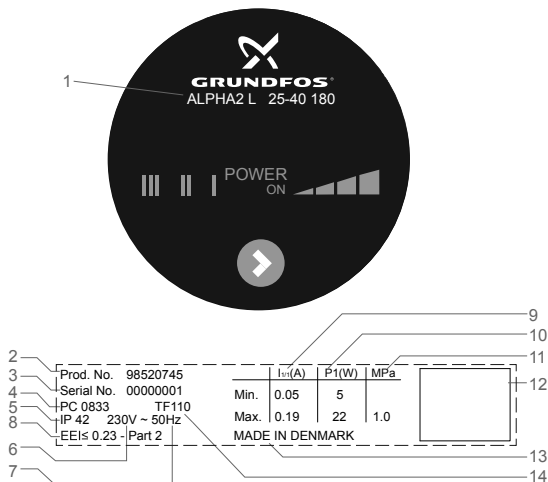 GRUNDFOS
1
ALPHA2 L 25-40 180
III II I
POWER
ON
9
10
11
12
2
3
4
5
8
6
7
Prod. No. 98520745
Serial No. 00000001
PC 0833 TF110
IP 42 230V ~ 50Hz
EEI≤ 0.23 - Part 2
I1/1(A) P1(W) MPa
Min. 0.05 5
Max. 0.19 22 1.0
MADE IN DENMARK
13
14